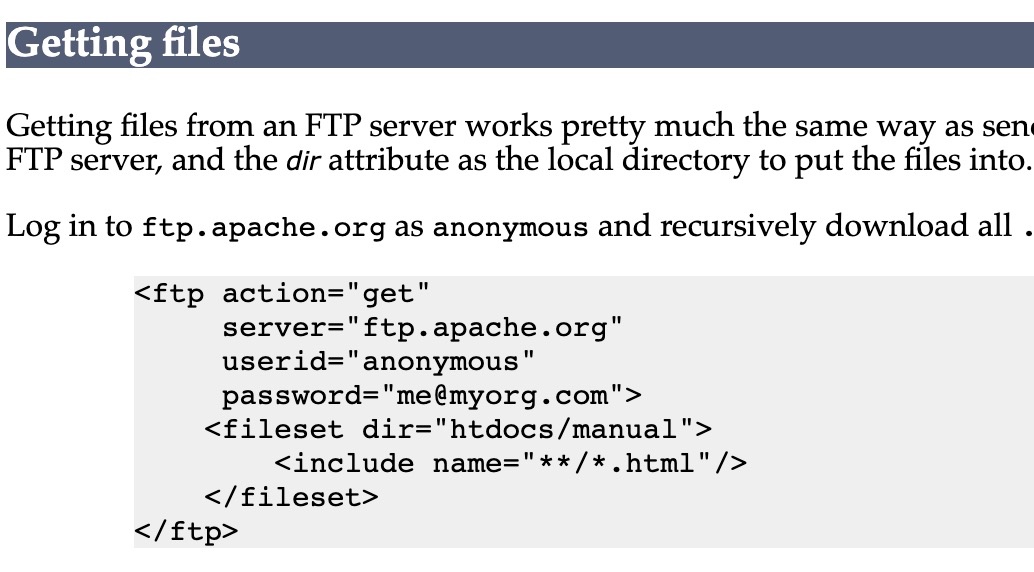 Getting files
Getting files from an FTP server works pretty much the same way as sen
FTP server, and the dir attribute as the local directory to put the files into.
Log in to ftp.apache.org as anonymous and recursively download all .
<ftp action="get"
server="ftp.apache.org"
userid="anonymous"
password="me@myorg.com">
<fileset dir="htdocs/manual">
<include name="**/*.html"/>
</fileset>
</ftp>